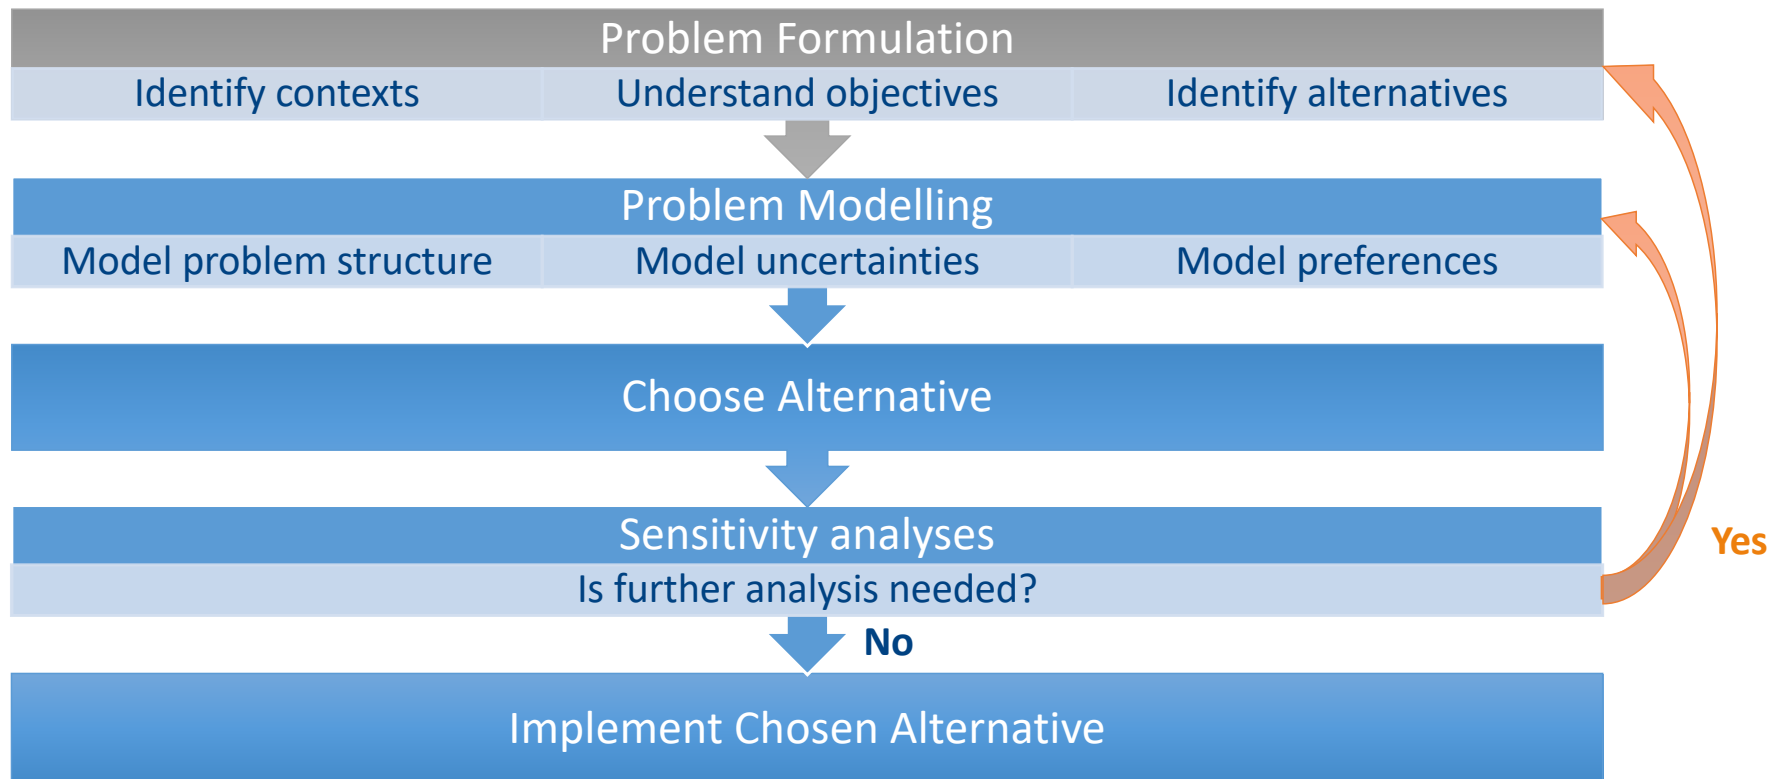 Problem Formulation
Identify contexts
Understand objectives
Identify alternatives
Problem Modelling
Model problem structure
Model uncertainties
Model preferences
Choose Alternative
Sensitivity analyses
Is further analysis needed?
Yes
No
Implement Chosen Alternative